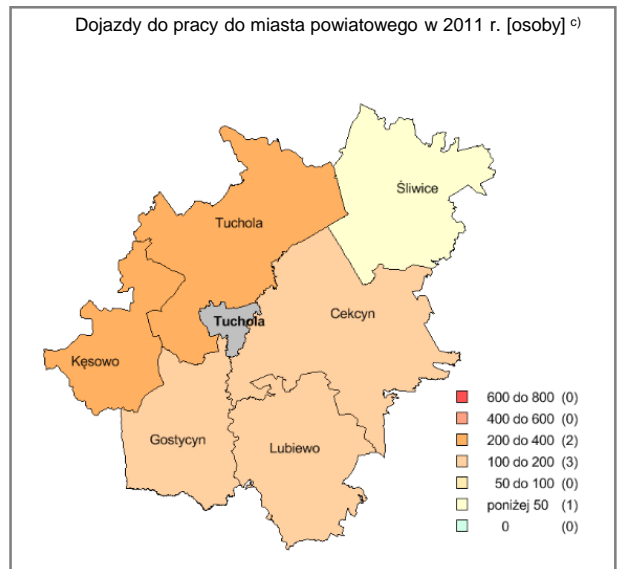 Dojazdy do pracy do miasta powiatowego w 2011 r. [osoby] c)
Śliwice
Tuchola
Cekcyn
Tuchola
Kęsowo
Gostycyn
Lubiewo
600 do 800 (0)
400 do 600 (0)
200 do 400 (2)
100 do 200 (3)
50 do 100 (0)
poniżej 50 (1)
0 (0)